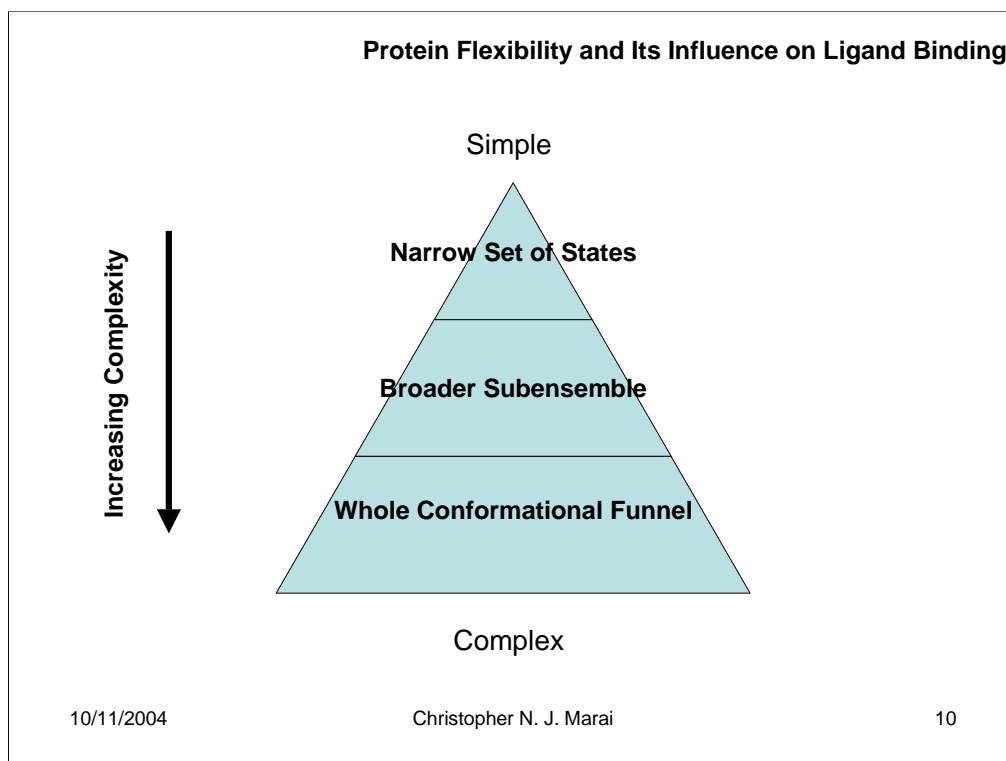 Protein Flexibility and Its Influence on Ligand Binding
Simple
Increasing Complexity
Narrow Set of States
Broader Subensemble
Whole Conformational Funnel
Complex
10/11/2004
Christopher N. J. Marai
10